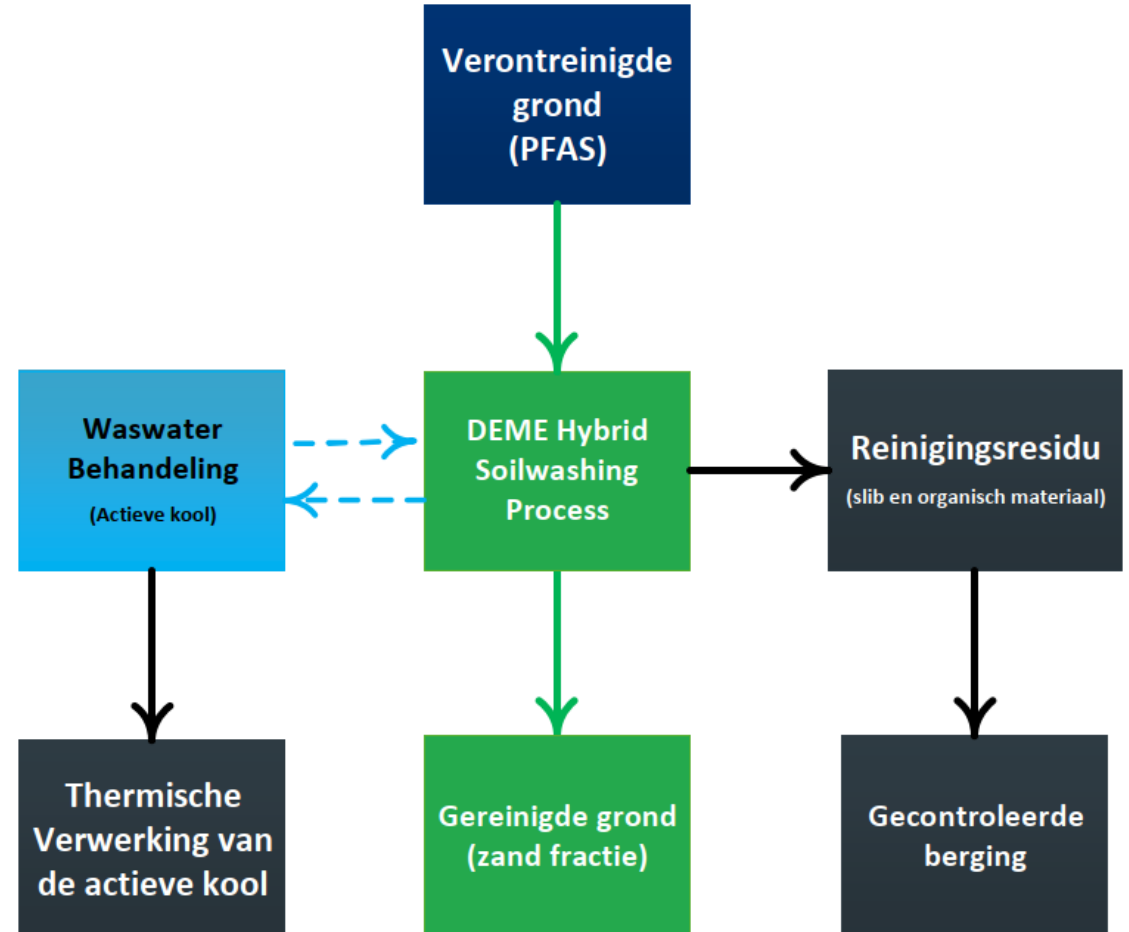 Verontreinigde
grond
(PFAS)
Waswater
Behandeling
(Actieve kool)
DEME Hybrid
Soilwashing
Process
Reinigingsresidu
(slib en organisch materiaal)
Thermische
Verwerking van
de actieve kool
Gereinigde grond
(zand fractie)
Gecontroleerde
berging